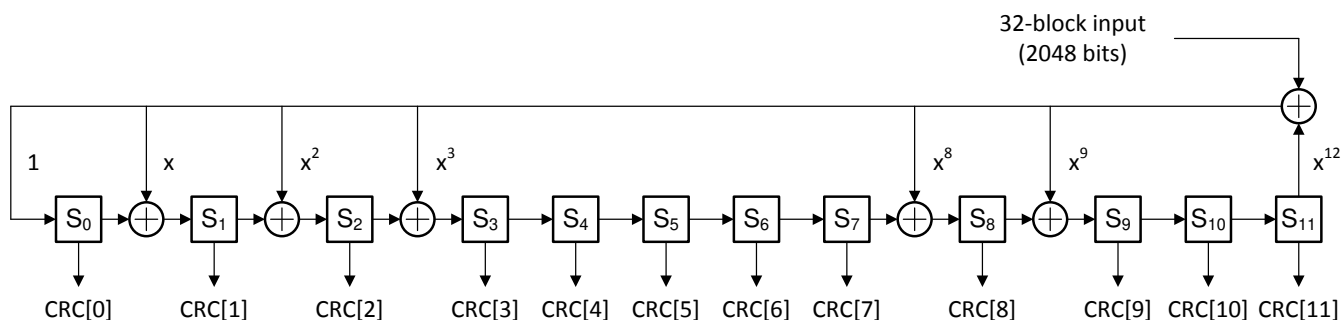 32-block input
(2048 bits)
1 x x² x³ x⁸ x⁹ x¹²
S₀ S₁ S₂ S₃ S₄ S₅ S₆ S₇ S₈ S₉ S₁₀ S₁₁
CRC[0] CRC[1] CRC[2] CRC[3] CRC[4] CRC[5] CRC[6] CRC[7] CRC[8] CRC[9] CRC[10] CRC[11]